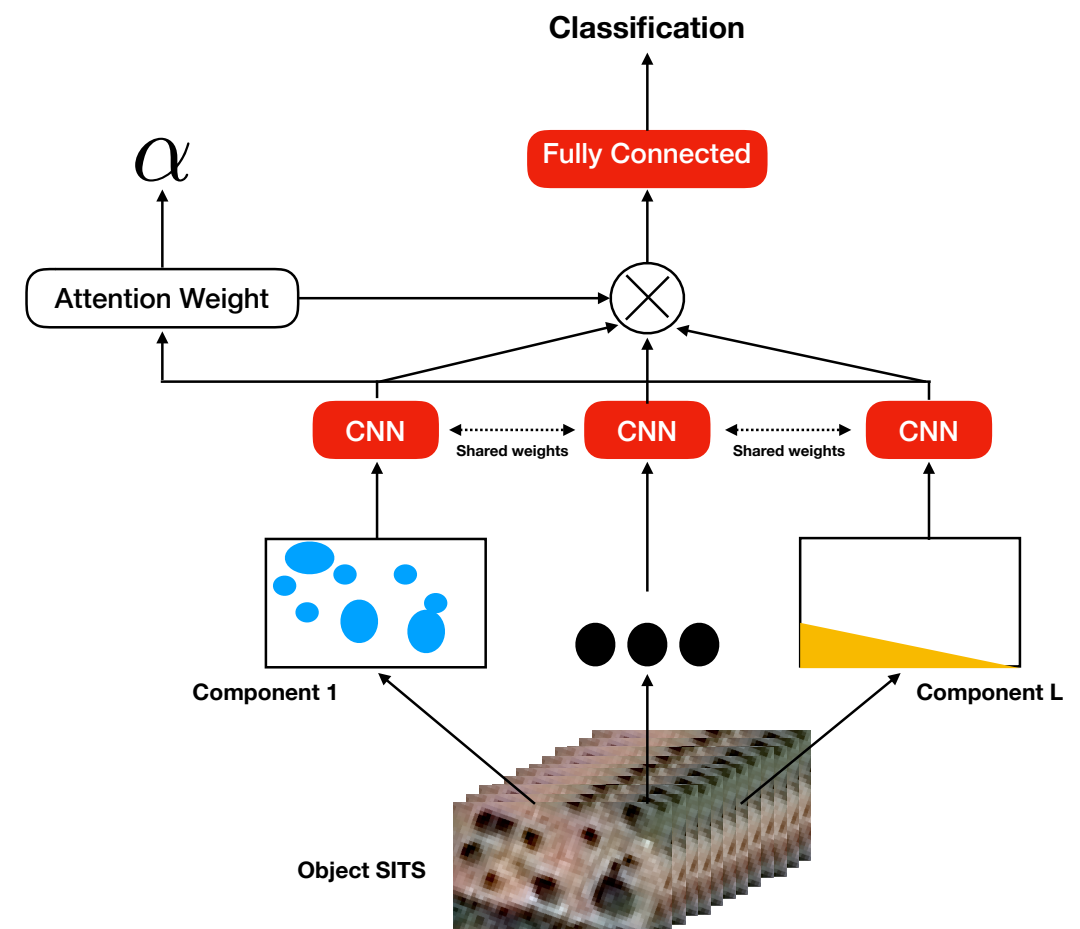 Classification
α
Fully Connected
Attention Weight
CNN
CNN
CNN
Shared weights
Shared weights
Component 1
Component L
Object SITS